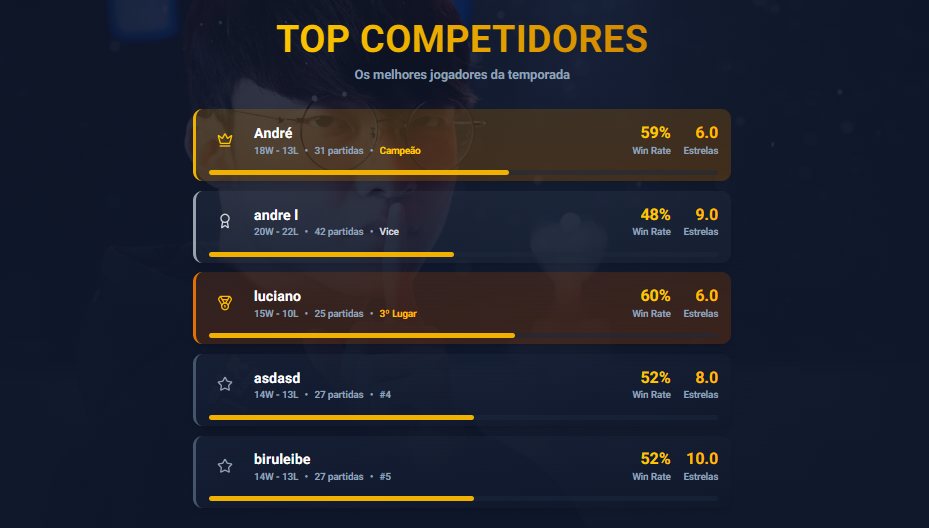 TOP COMPETIDORES
Os melhores jogadores da temporada
André
59% 6.0
18W - 13L • 31 partidas • Campeão
Win Rate Estrelas
andre l
48% 9.0
20W - 22L • 42 partidas • Vice
Win Rate Estrelas
luciano
60% 6.0
15W - 10L • 25 partidas • 3º Lugar
Win Rate Estrelas
asdasd
52% 8.0
14W - 13L • 27 partidas • #4
Win Rate Estrelas
biruleibe
52% 10.0
14W - 13L • 27 partidas • #5
Win Rate Estrelas